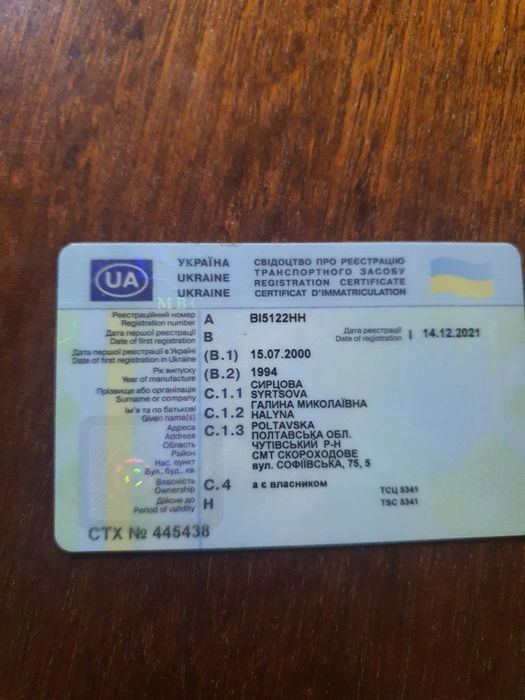 UA
УКРАЇНА
UKRAINE
UKRAINE
СВІДОЦТВО ПРО РЕЄСТРАЦІЮ
ТРАНСПОРТНОГО ЗАСОБУ
REGISTRATION CERTIFICATE
CERTIFICAT D'IMMATRICULATION
МВС
Реєстраційний номер
Registration number A BI5122HH
Дата першої реєстрації
Date of first registration B
Дата реєстрації
Date of registration I 14.12.2021
Дата першої реєстрації в Україні
Date of first registration in Ukraine (B.1) 15.07.2000
Рік випуску
Year of manufacture (B.2) 1994
Прізвище або організація
Surname or company C.1.1 СИРЦОВА
SYRTSOVA
Ім'я та по батькові
Given name(s) C.1.2 ГАЛИНА МИКОЛАЇВНА
HALYNA
Адреса
Address
Область
Район
Нас. пункт
Вул., буд., кв.
C.1.3 POLTAVSKA
ПОЛТАВСЬКА ОБЛ.
ЧУТІВСЬКИЙ Р-Н
СМТ СКОРОХОДОВЕ
вул. СОФІЇВСЬКА, 75, 5
Власність
Ownership C.4 а є власником
Дійсне до
Period of validity H
ТСЦ 5341
TSC 5341
СТХ № 445438